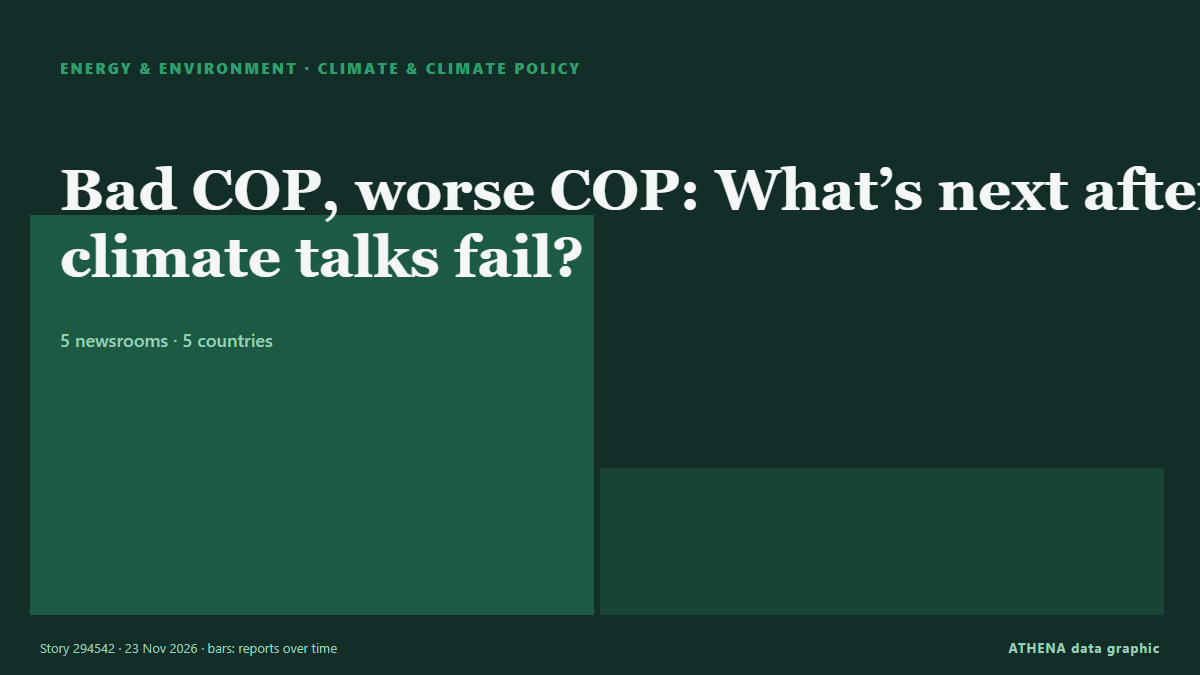 ENERGY & ENVIRONMENT · CLIMATE & CLIMATE POLICY
Bad COP, worse COP: What’s next after
climate talks fail?
5 newsrooms · 5 countries
Story 294542 · 23 Nov 2026 · bars: reports over time
ATHENA data graphic